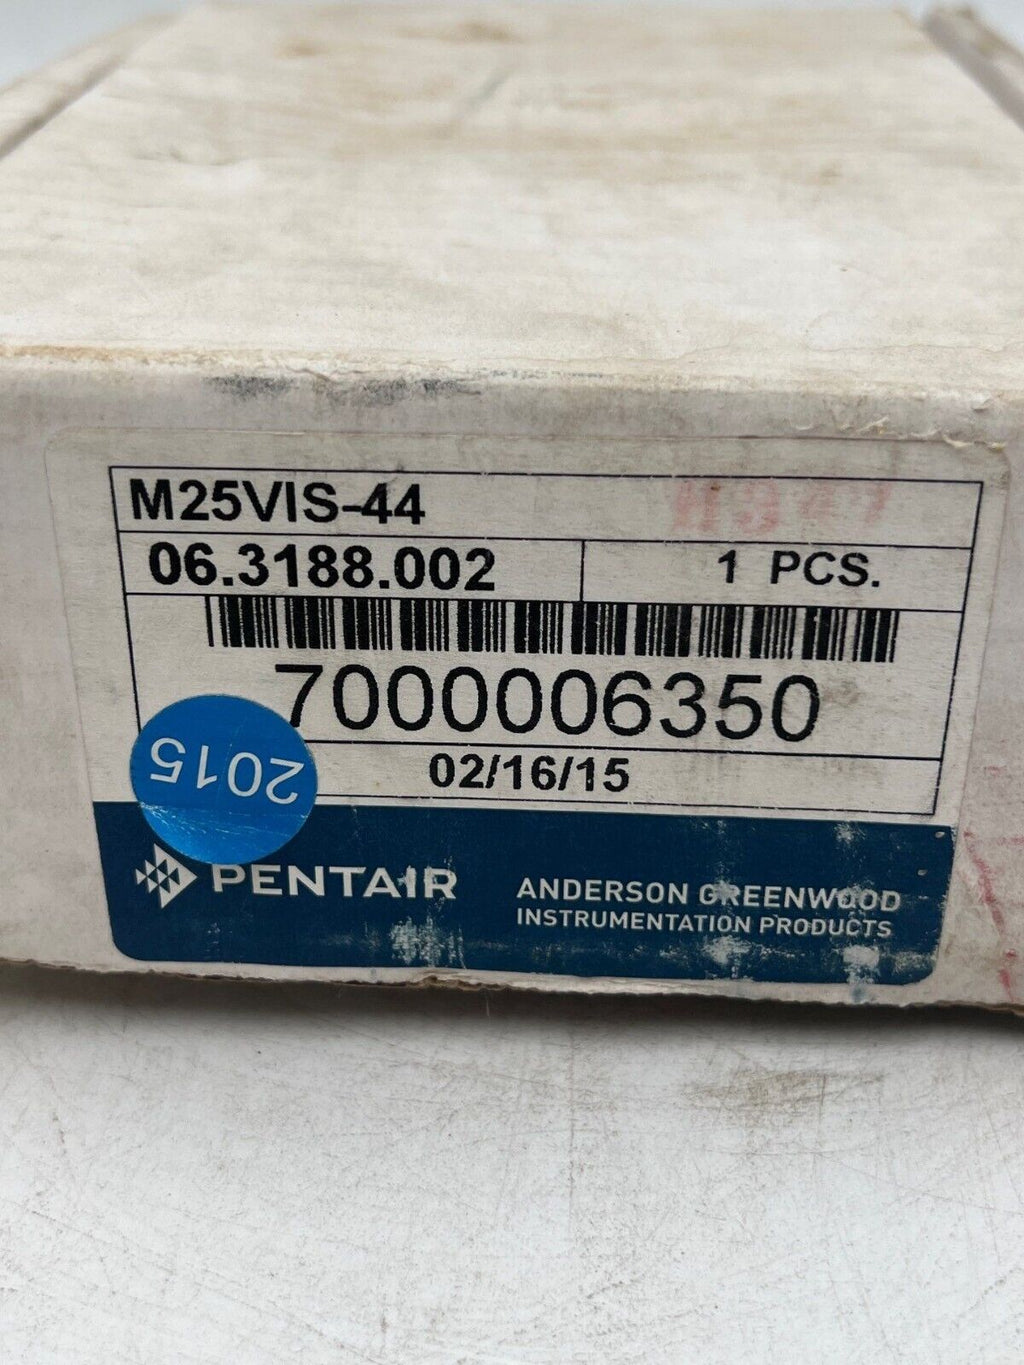 M25VIS-44
06.3188.002
1 PCS.
7000006350
02/16/15
2015
PENTAIR
ANDERSON GREENWOOD
INSTRUMENTATION PRODUCTS